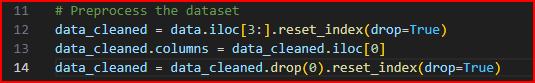 11 # Preprocess the dataset
12 data_cleaned = data.iloc[3:].reset_index(drop=True)
13 data_cleaned.columns = data_cleaned.iloc[0]
14 data_cleaned = data_cleaned.drop(0).reset_index(drop=True)